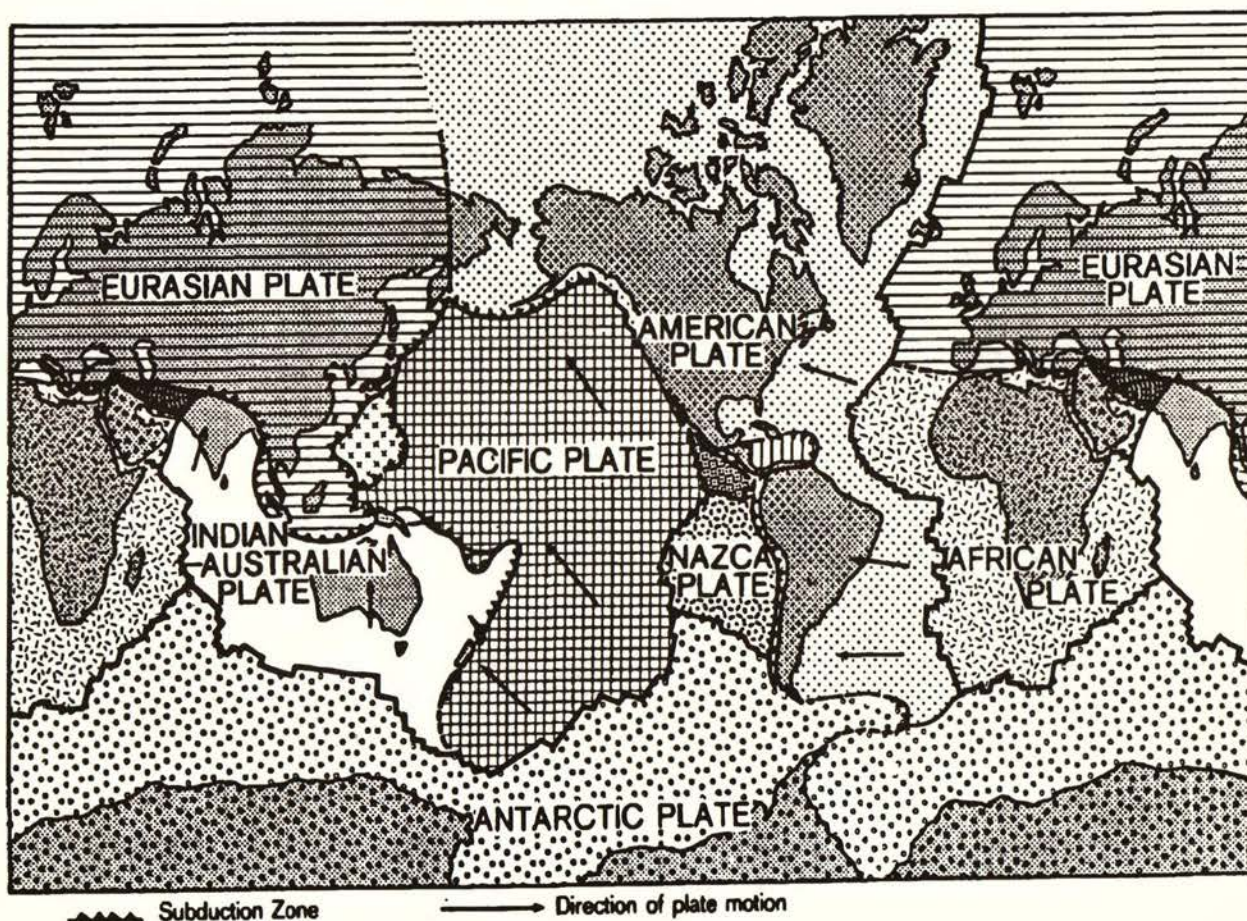 EURASIAN PLATE
EURASIAN
PLATE
AMERICAN
PLATE
PACIFIC PLATE
INDIAN
AUSTRALIAN
PLATE
NAZCA
PLATE
AFRICAN
PLATE
ANTARCTIC PLATE
Subduction Zone
Direction of plate motion